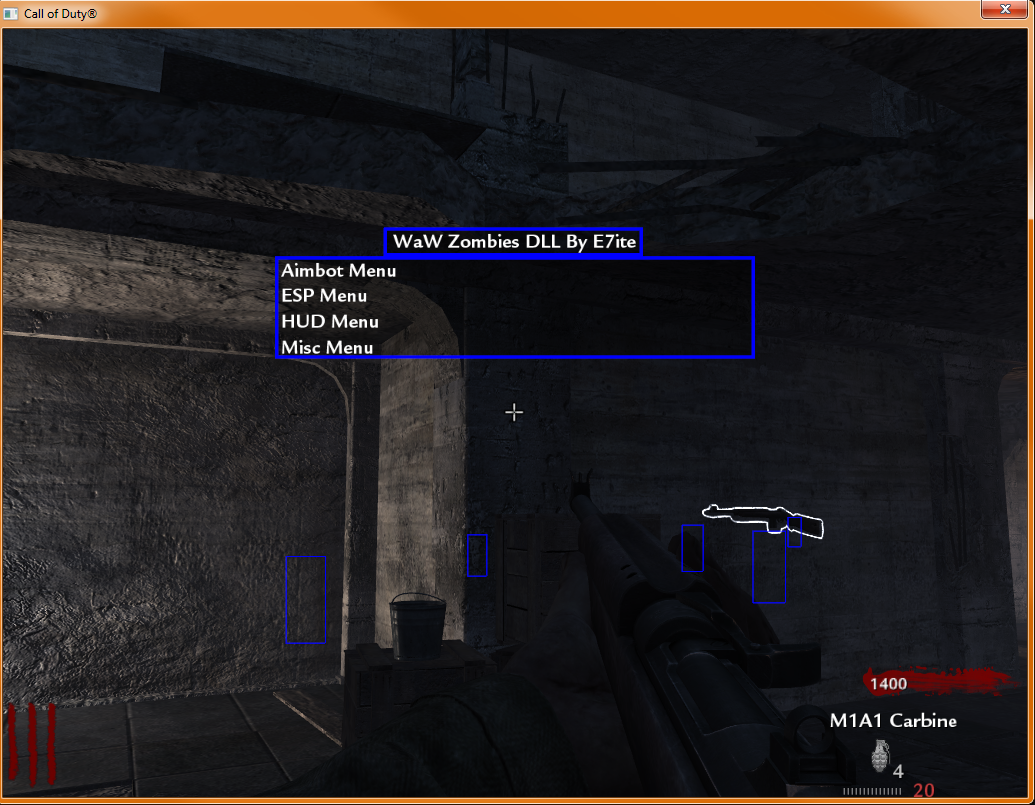 Call of Duty®
WaW Zombies DLL By E7ite
Aimbot Menu
ESP Menu
HUD Menu
Misc Menu
1400
M1A1 Carbine
4
20